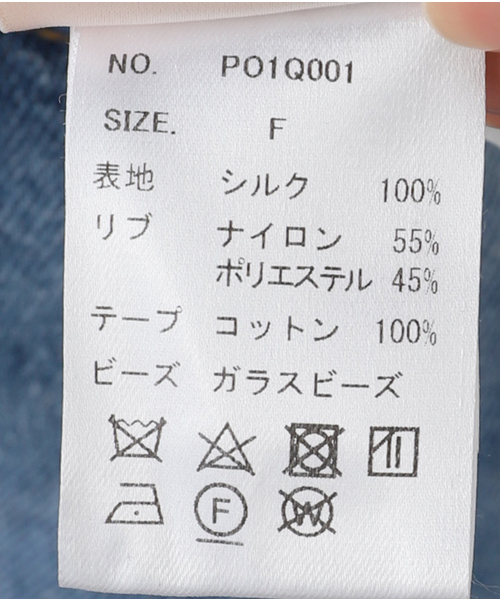 NO. PO1Q001
SIZE. F
表地 シルク 100%
リブ ナイロン 55%
ポリエステル 45%
テープ コットン 100%
ビーズ ガラスビーズ
F W